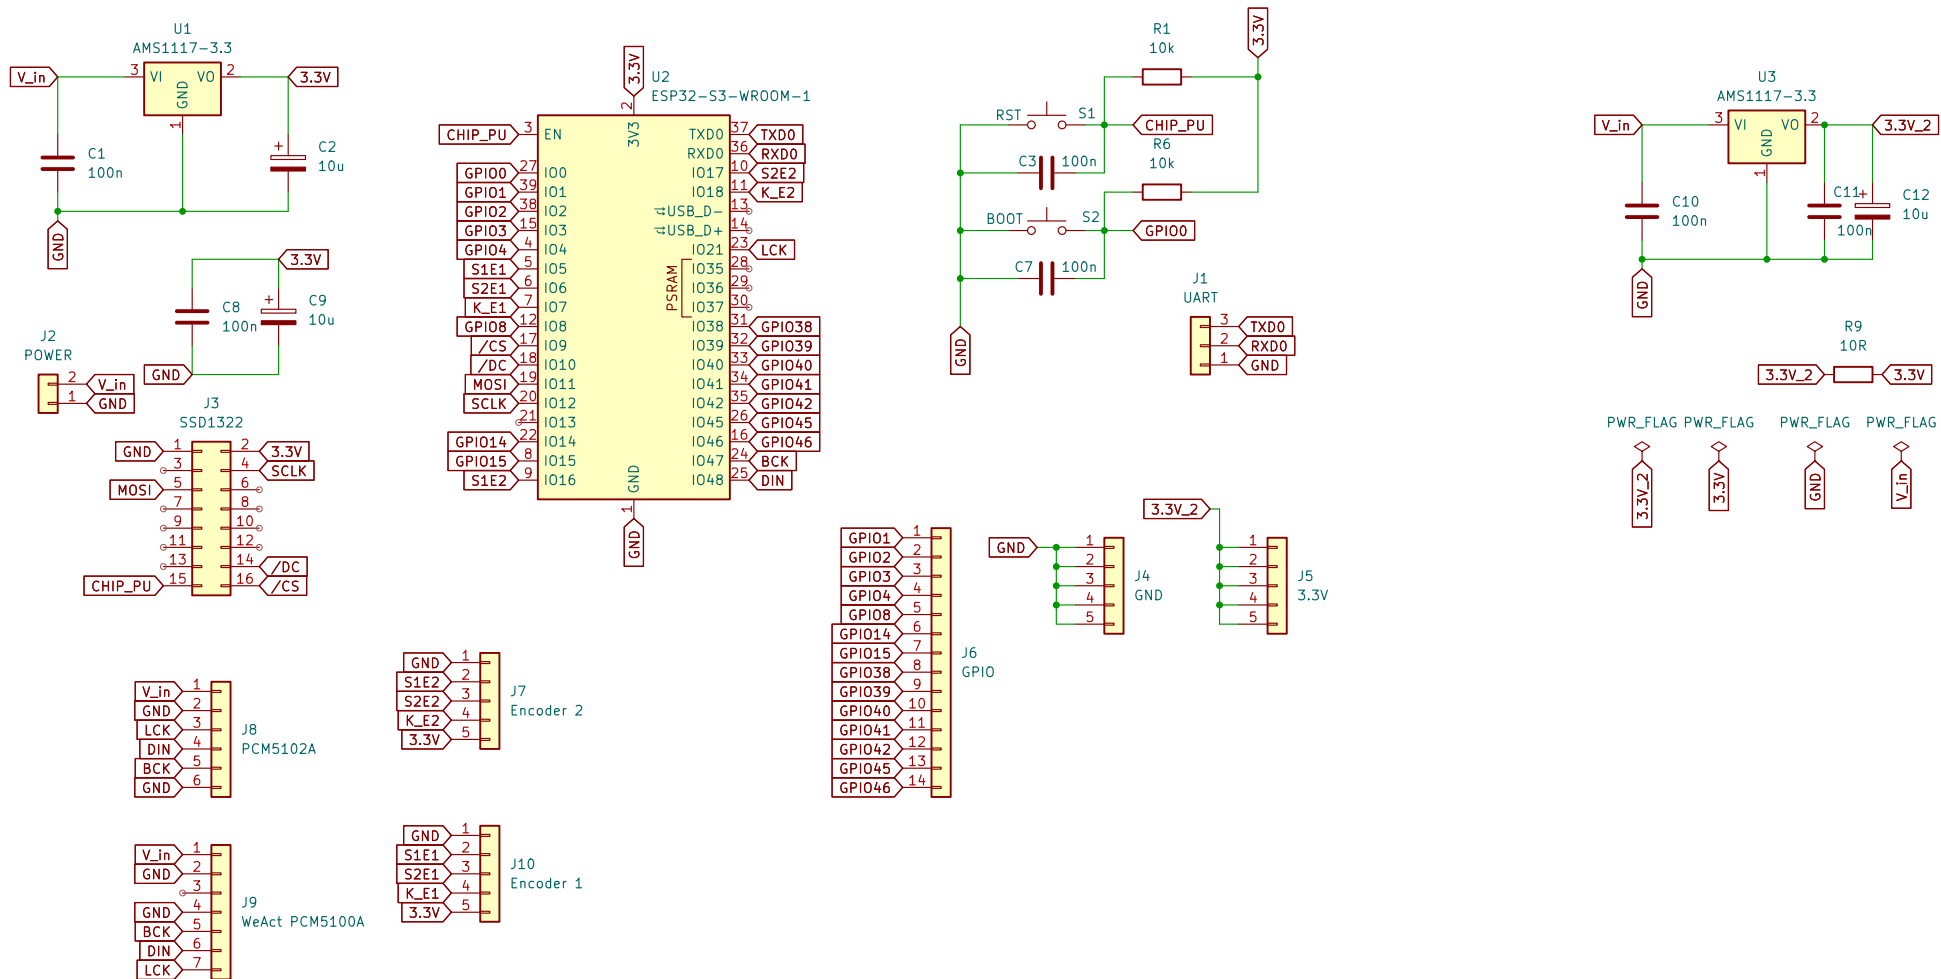 U1
AMS1117-3.3
V_in
3 VI VO 2
3.3V
GND
1
C1
100n
C2
10u
+
GND
3.3V
C8
100n
C9
10u
+
GND
J2
POWER
2 V_in
1 GND
J3
SSD1322
GND 1 2 3.3V
3 4 SCLK
MOSI 5 6
7 8
9 10
11 12
13 14 /DC
CHIP_PU 15 16 /CS
V_in 1
GND 2
LCK 3
DIN 4
BCK 5
GND 6
J8
PCM5102A
V_in 1
GND 2
3
GND 4
BCK 5
DIN 6
LCK 7
J9
WeAct PCM5100A
GND 1
S1E2 2
S2E2 3
K_E2 4
3.3V 5
J7
Encoder 2
GND 1
S1E1 2
S2E1 3
K_E1 4
3.3V 5
J10
Encoder 1
3.3V
U2
ESP32-S3-WROOM-1
2
3V3
CHIP_PU 3 EN TXD0 37 TXD0
RXD0 36 RXD0
GPIO0 27 IO0 IO17 10 S2E2
GPIO1 39 IO1 IO18 11 K_E2
GPIO2 38 IO2 USB_D- 13
GPIO3 15 IO3 USB_D+ 14
GPIO4 4 IO4 IO21 23 LCK
S1E1 5 IO5 IO35 28
S2E1 6 IO6 IO36 29
K_E1 7 IO7 IO37 30
PSRAM
GPIO8 12 IO8 IO38 31 GPIO38
/CS 17 IO9 IO39 32 GPIO39
/DC 18 IO10 IO40 33 GPIO40
MOSI 19 IO11 IO41 34 GPIO41
SCLK 20 IO12 IO42 35 GPIO42
21 IO13 IO45 26 GPIO45
GPIO14 22 IO14 IO46 16 GPIO46
GPIO15 8 IO15 IO47 24 BCK
S1E2 9 IO16 IO48 25 DIN
GND
1
GND
3.3V
R1
10k
RST
S1
CHIP_PU
C3
100n
R6
10k
BOOT
S2
GPIO0
C7
100n
GND
J1
UART
3 TXD0
2 RXD0
1 GND
GPIO1 1
GPIO2 2
GPIO3 3
GPIO4 4
GPIO8 5
GPIO14 6
GPIO15 7
GPIO38 8
GPIO39 9
GPIO40 10
GPIO41 11
GPIO42 12
GPIO45 13
GPIO46 14
J6
GPIO
GND
1
2
3
4
5
J4
GND
3.3V_2
1
2
3
4
5
J5
3.3V
U3
AMS1117-3.3
V_in
3 VI VO 2
3.3V_2
GND
1
C10
100n
C11
100n
+
C12
10u
GND
R9
10R
3.3V_2
3.3V
PWR_FLAG PWR_FLAG PWR_FLAG PWR_FLAG
3.3V_2 3.3V GND V_in